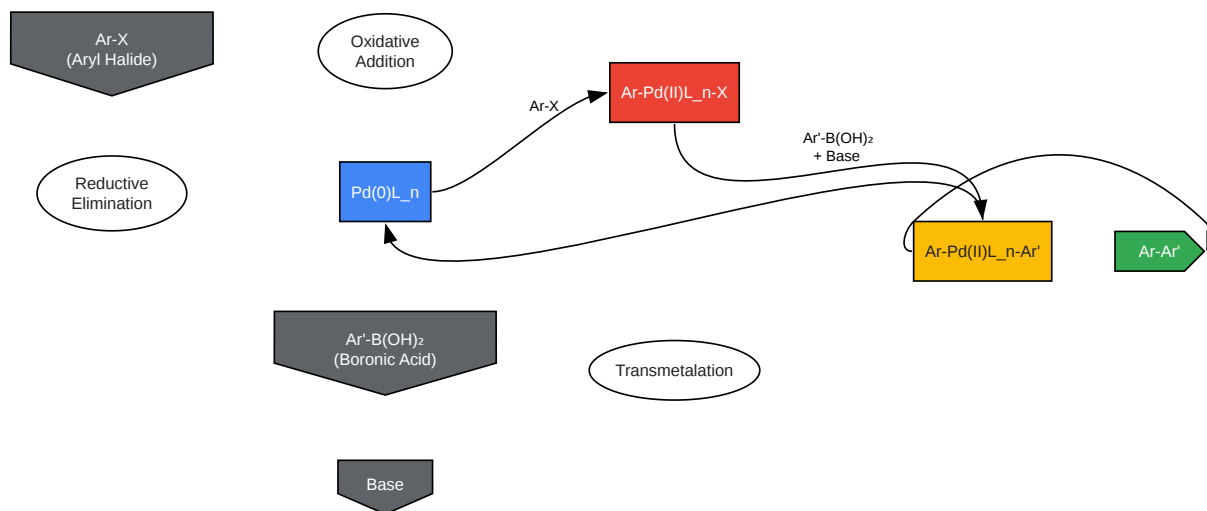 Ar-X
(Aryl Halide)
Oxidative
Addition
Ar-X
Ar-Pd(II)L_n-X
Ar'-B(OH)₂
+ Base
Reductive
Elimination
Pd(0)L_n
Ar-Pd(II)L_n-Ar'
Ar-Ar'
Ar'-B(OH)₂
(Boronic Acid)
Transmetalation
Base